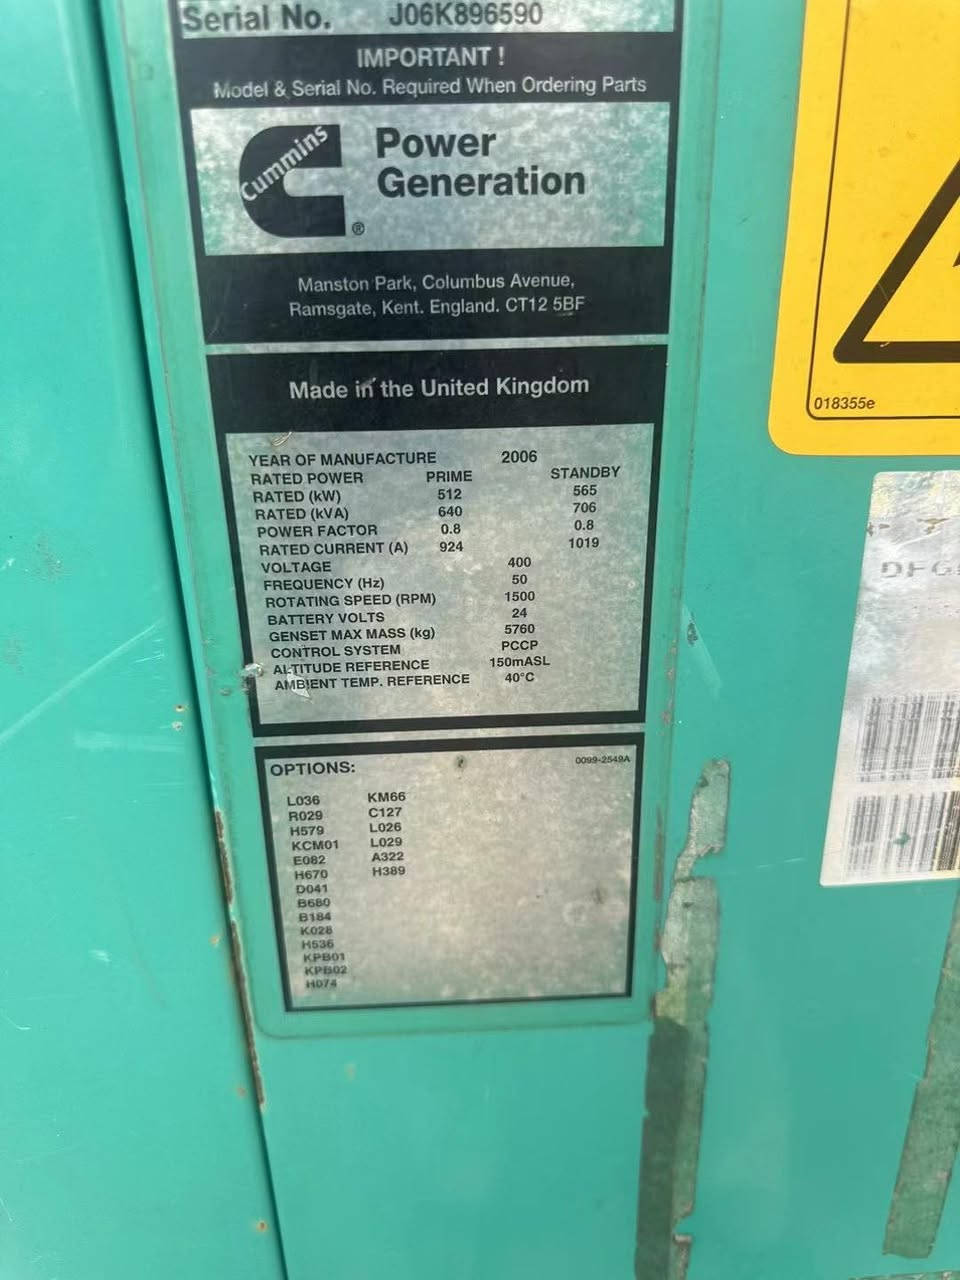 Serial No. J06K896590
IMPORTANT !
Model & Serial No. Required When Ordering Parts
Cummins
Power
Generation
®
Manston Park, Columbus Avenue,
Ramsgate, Kent. England. CT12 5BF
Made in the United Kingdom
YEAR OF MANUFACTURE 2006
RATED POWER PRIME STANDBY
RATED (kW) 512 565
RATED (kVA) 640 706
POWER FACTOR 0.8 0.8
RATED CURRENT (A) 924 1019
VOLTAGE 400
FREQUENCY (Hz) 50
ROTATING SPEED (RPM) 1500
BATTERY VOLTS 24
GENSET MAX MASS (kg) 5760
CONTROL SYSTEM PCCP
ALTITUDE REFERENCE 150mASL
AMBIENT TEMP. REFERENCE 40°C
OPTIONS: 0099-2549A
L036 KM66
R029 C127
H579 L026
KCM01 L029
E082 A322
H670 H389
D041
B680
B184
K028
H536
KPB01
KPB02
H074
018355e